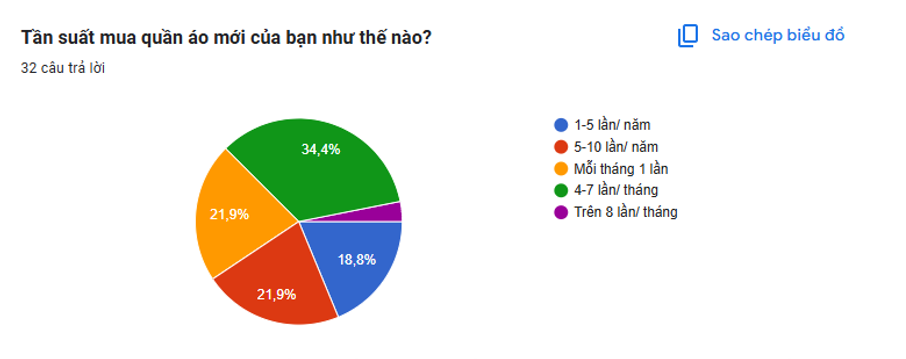 Tần suất mua quần áo mới của bạn như thế nào?
Sao chép biểu đồ
32 câu trả lời
34,4%
21,9%
21,9%
18,8%
1-5 lần/ năm
5-10 lần/ năm
Mỗi tháng 1 lần
4-7 lần/ tháng
Trên 8 lần/ tháng